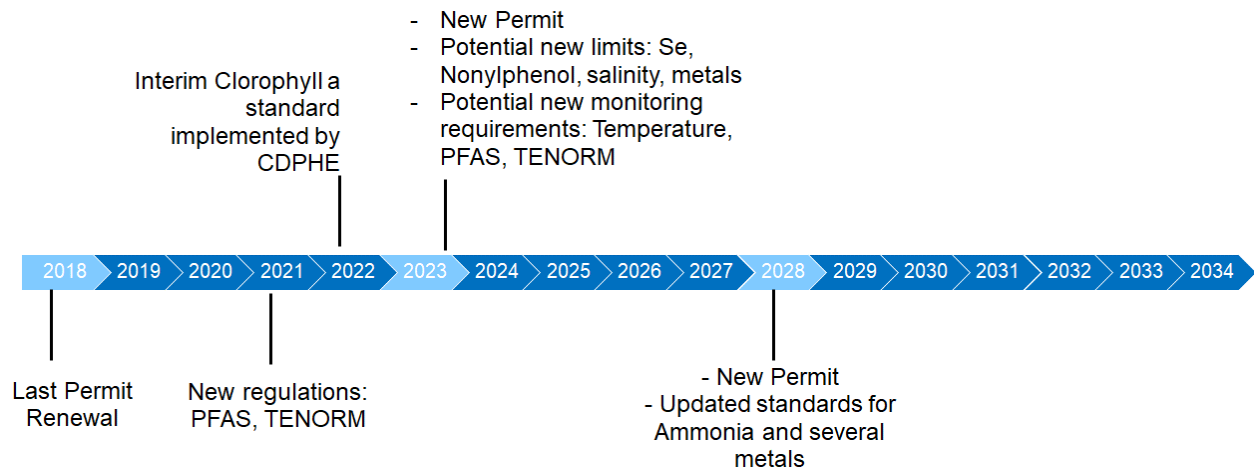 - New Permit
- Potential new limits: Se,
Nonylphenol, salinity, metals
- Potential new monitoring
requirements: Temperature,
PFAS, TENORM
Interim Clorophyll a
standard
implemented by
CDPHE
2018 2019 2020 2021 2022 2023 2024 2025 2026 2027 2028 2029 2030 2031 2032 2033 2034
Last Permit
Renewal
New regulations:
PFAS, TENORM
- New Permit
- Updated standards for
Ammonia and several
metals